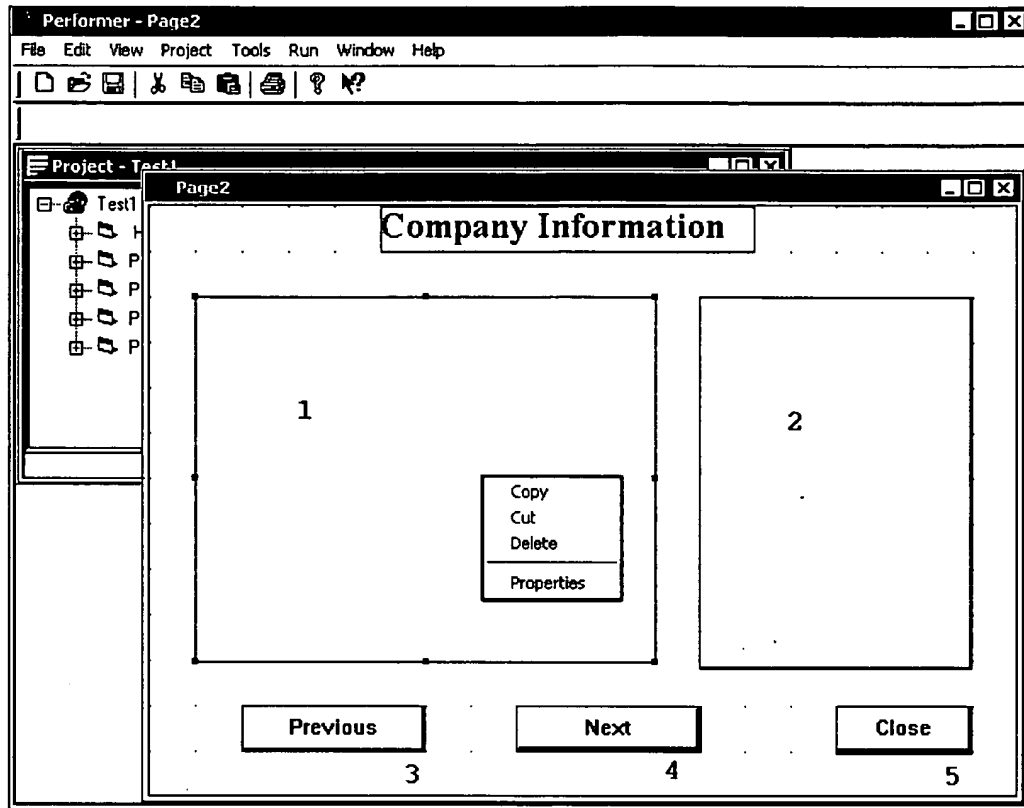 Performer - Page2
File Edit View Project Tools Run Window Help
Project - Test1
Page2
Test1
Company Information
H
P
P
P
P
1
2
Copy
Cut
Delete
Properties
Previous
Next
Close
3
4
5